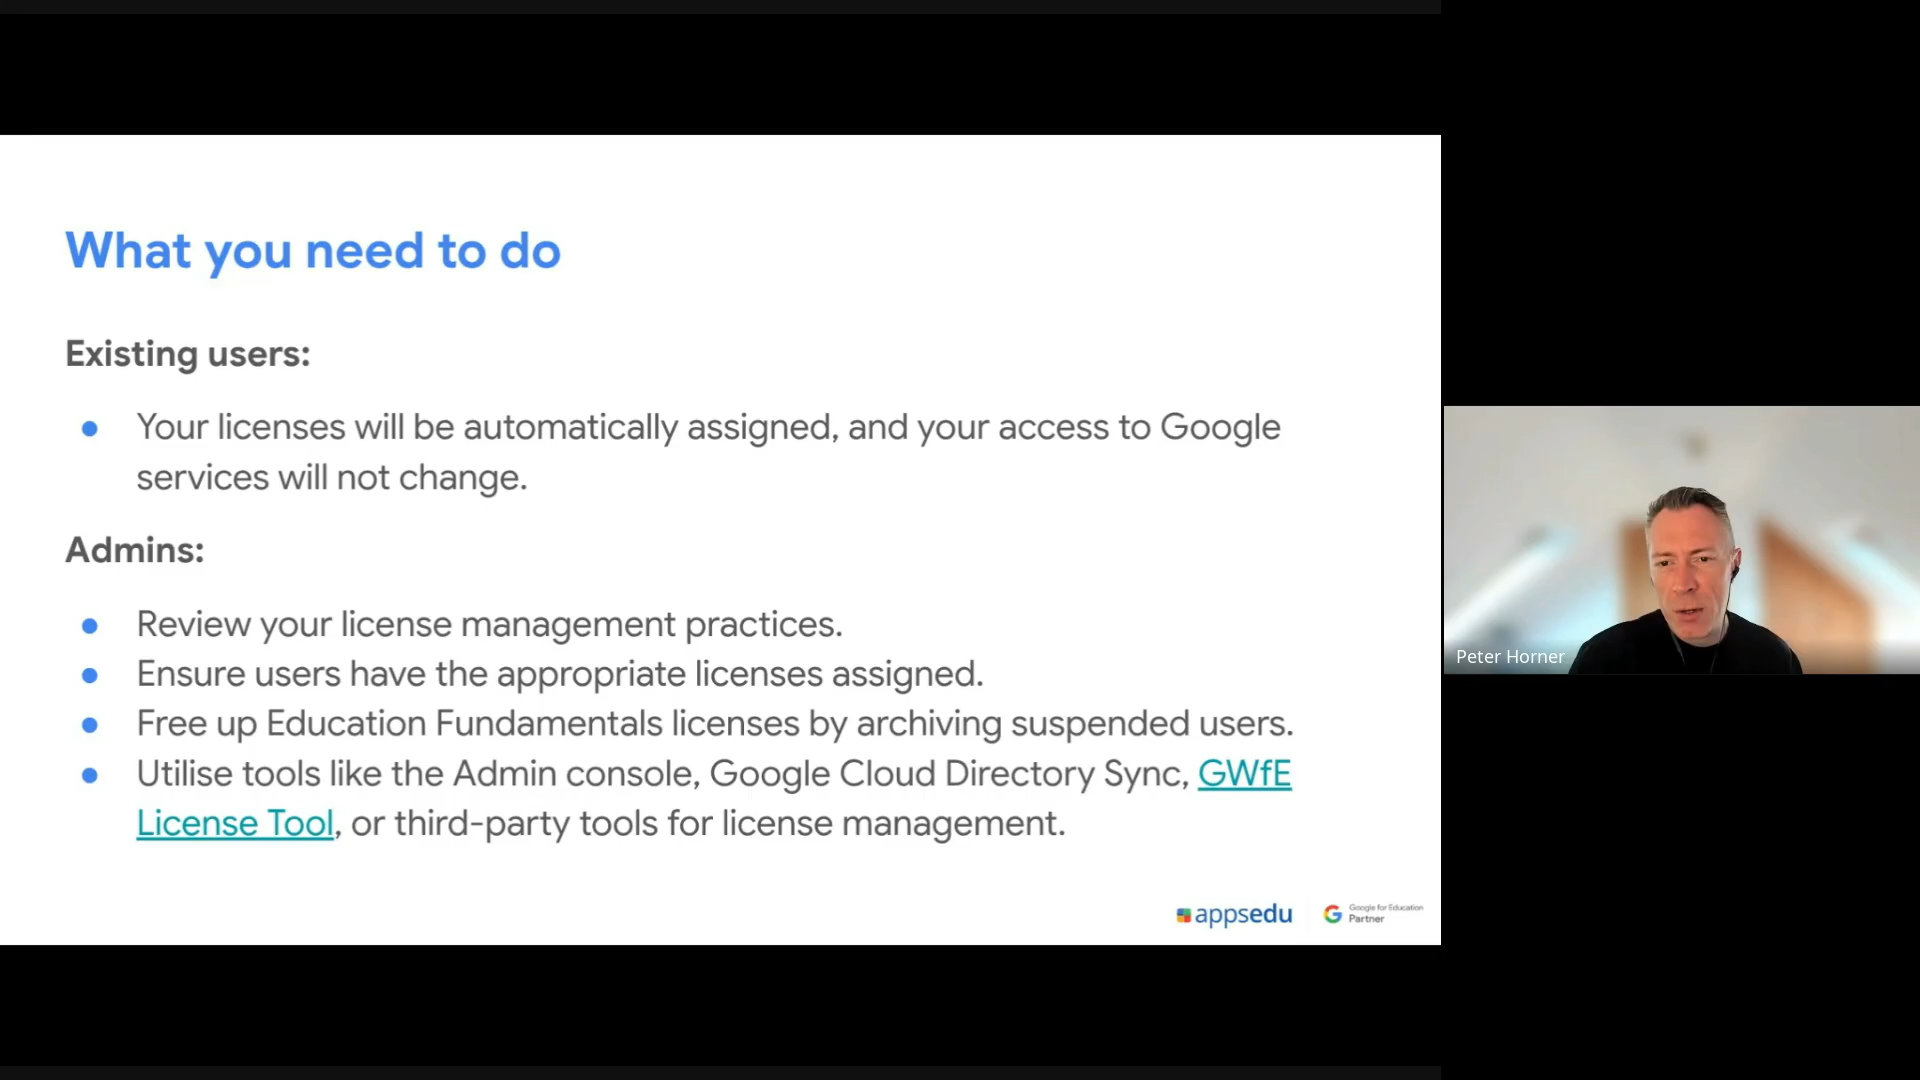 What you need to do
Existing users:
Your licenses will be automatically assigned, and your access to Google
services will not change.
Admins:
Review your license management practices.
Ensure users have the appropriate licenses assigned.
Free up Education Fundamentals licenses by archiving suspended users.
Utilise tools like the Admin console, Google Cloud Directory Sync, GWfE
License Tool, or third-party tools for license management.
appsedu
Google for Education
Partner
Peter Horner